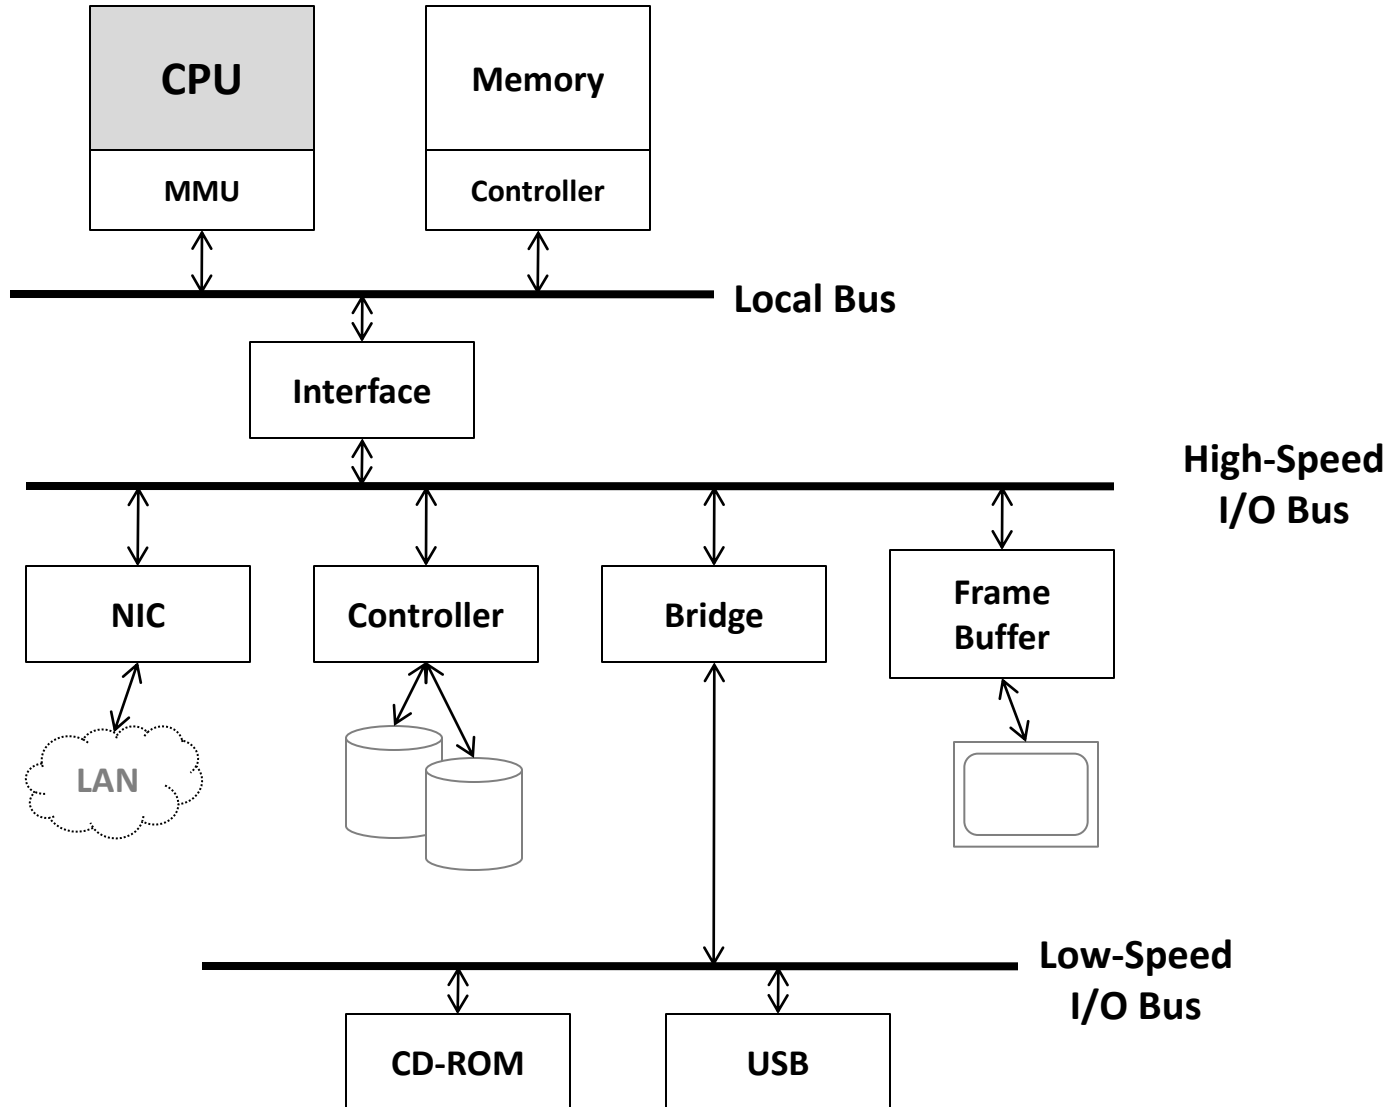 CPU
Memory
MMU
Controller
Local Bus
Interface
High-Speed
I/O Bus
NIC
Controller
Bridge
Frame
Buffer
LAN
Low-Speed
I/O Bus
CD-ROM
USB